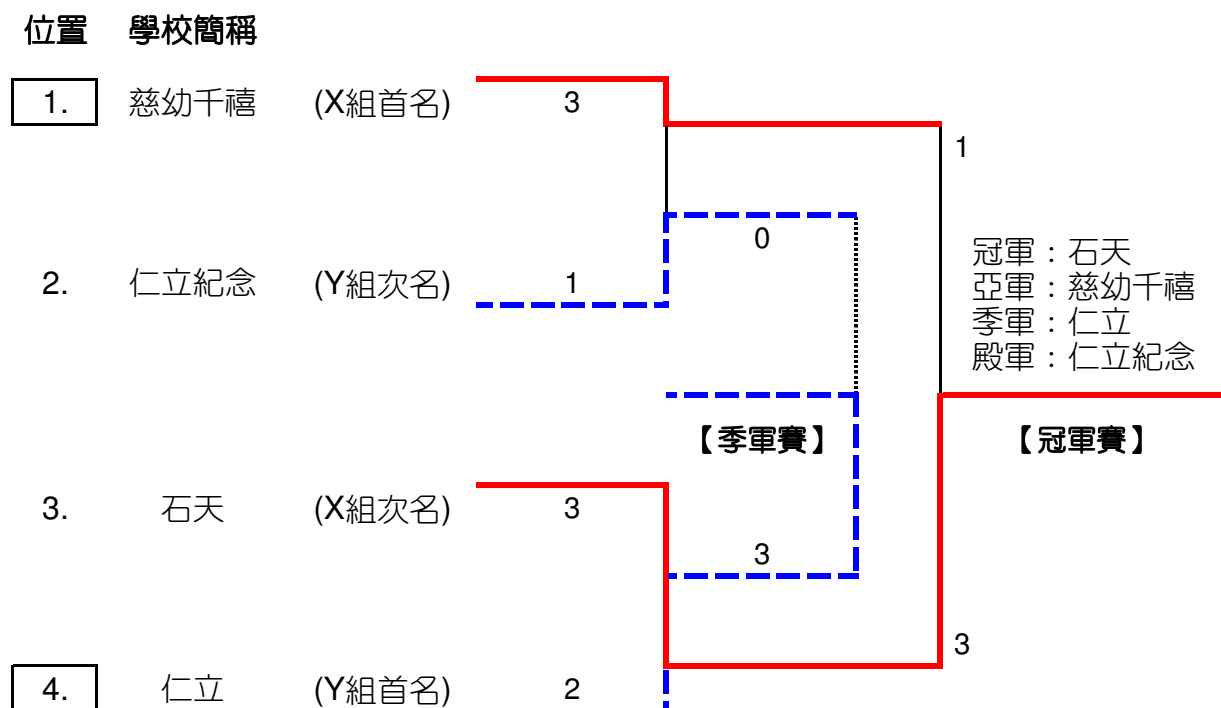 位置 學校簡稱
1. 慈幼千禧 (X組首名) 3
1
0
2. 仁立紀念 (Y組次名) 1
冠軍：石天
亞軍：慈幼千禧
季軍：仁立
殿軍：仁立紀念
【季軍賽】 【冠軍賽】
3. 石天 (X組次名) 3
3
3
4. 仁立 (Y組首名) 2